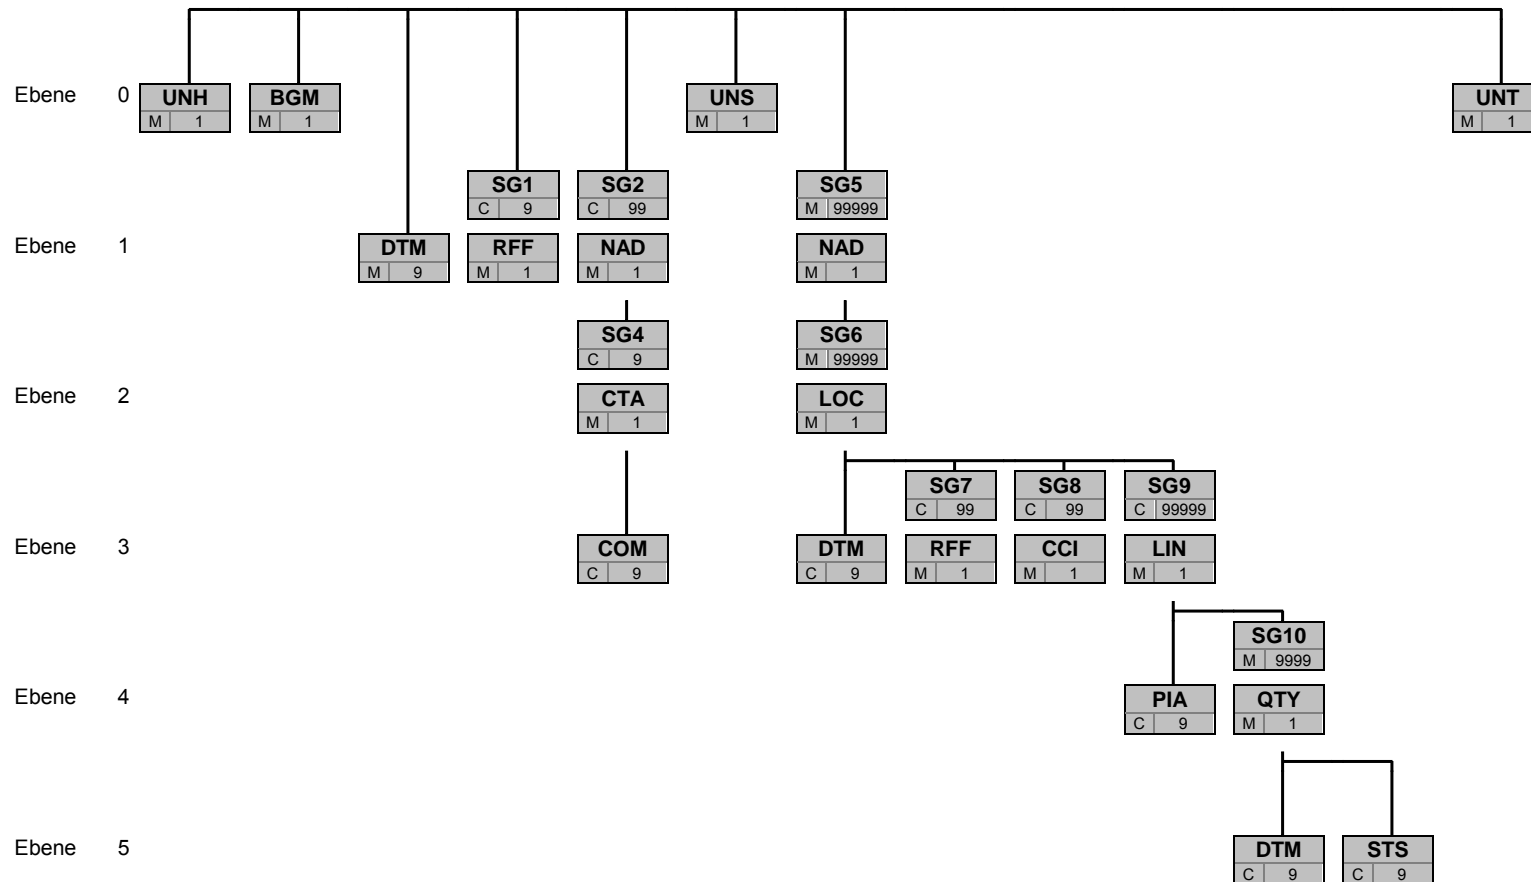 Ebene 0 UNH BGM UNS UNT
M 1 M 1 M 1 M 1
SG1 SG2 SG5
C 9 C 99 M 99999
Ebene 1 DTM RFF NAD NAD
M 9 M 1 M 1 M 1
SG4 SG6
C 9 M 99999
Ebene 2 CTA LOC
M 1 M 1
SG7 SG8 SG9
C 99 C 99 C 99999
Ebene 3 COM DTM RFF CCI LIN
C 9 C 9 M 1 M 1 M 1
SG10
M 9999
Ebene 4 PIA QTY
C 9 M 1
Ebene 5 DTM STS
C 9 C 9